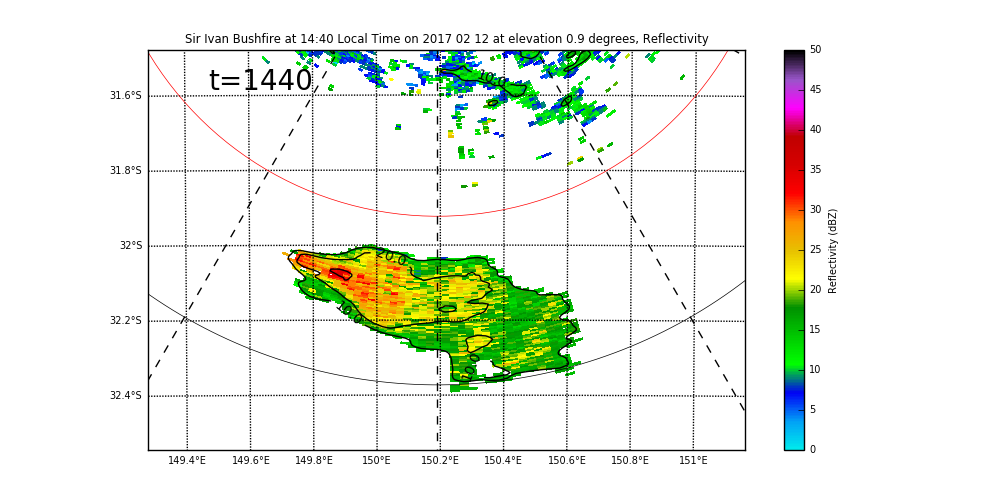 Sir Ivan Bushfire at 14:40 Local Time on 2017 02 12 at elevation 0.9 degrees, Reflectivity
t=1440
31.6°S
31.8°S
32°S
32.2°S
32.4°S
149.4°E 149.6°E 149.8°E 150°E 150.2°E 150.4°E 150.6°E 150.8°E 151°E
10.0
20.0
10.0
10.0
50
45
40
35
30
25
20
15
10
5
0
Reflectivity (dBZ)